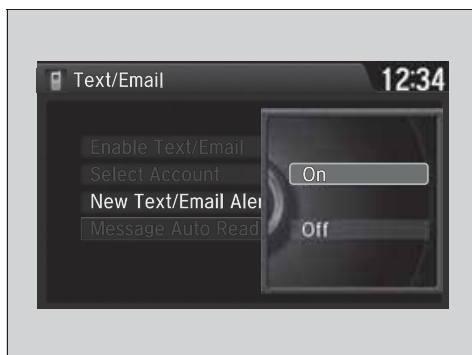 Text/Email
12:34
Enable Text/Email
Select Account
New Text/Email Aler
Message Auto Read
On
Off